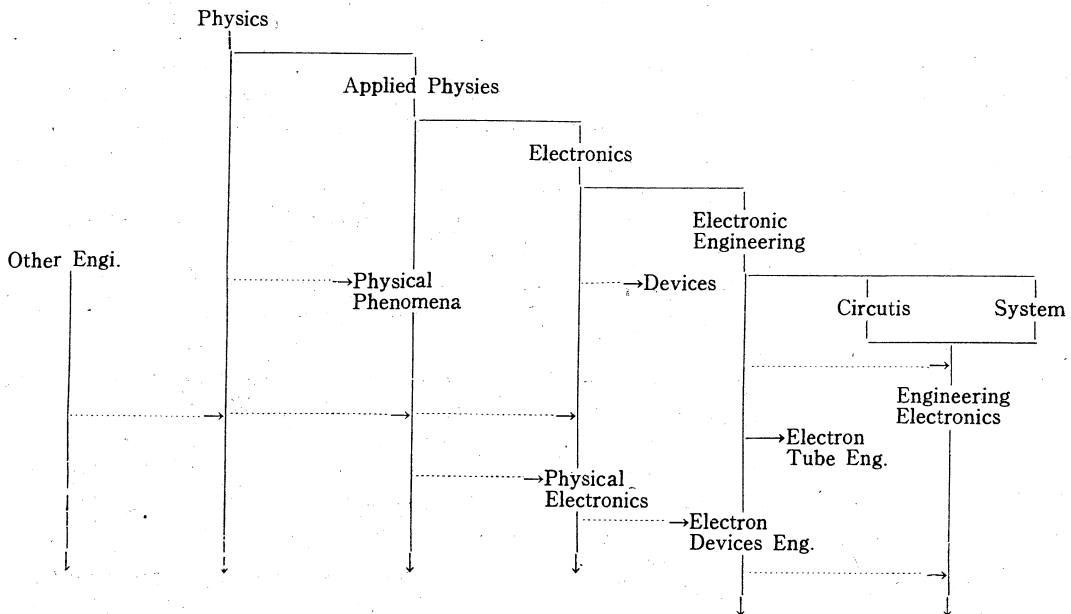 Physics
Applied Physies
Electronics
Electronic
Engineering
Other Engi.
Physical
Phenomena
Devices
Circutis
System
Engineering
Electronics
Electron
Tube Eng.
Physical
Electronics
Electron
Devices Eng.